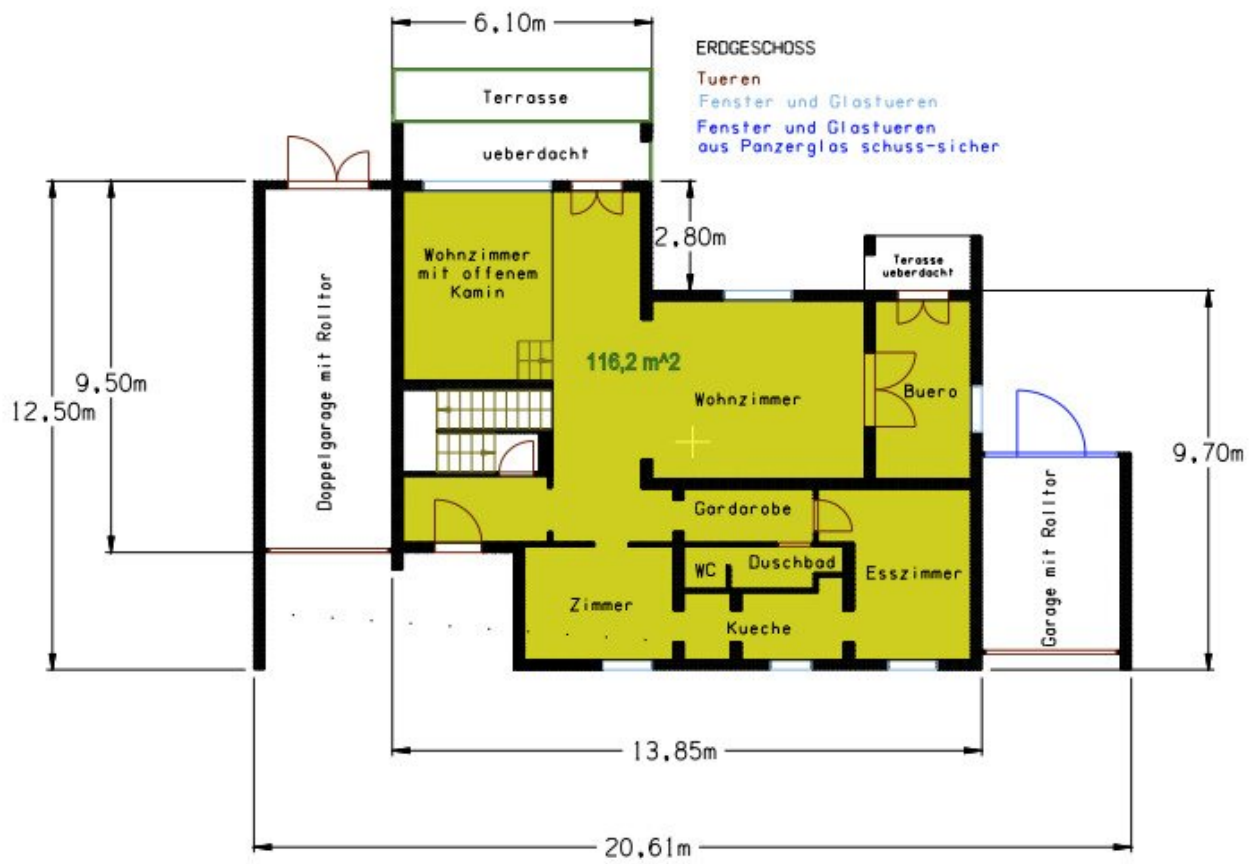 6,10m
ERDGESCHOSS
Tueren
Fenster und Glastueren
Fenster und Glastueren
aus Panzerglas schuss-sicher
Terrasse
ueberdacht
2,80m
Wohnzimmer
mit offenem
Kamin
Terasse
ueberdacht
Doppelgarage mit Rolltor
116,2 m^2
9,50m
12,50m
Wohnzimmer
Buero
9,70m
Gardarobe
WC
Duschbad
Esszimmer
Garage mit Rolltor
Zimmer
Kueche
13,85m
20,61m